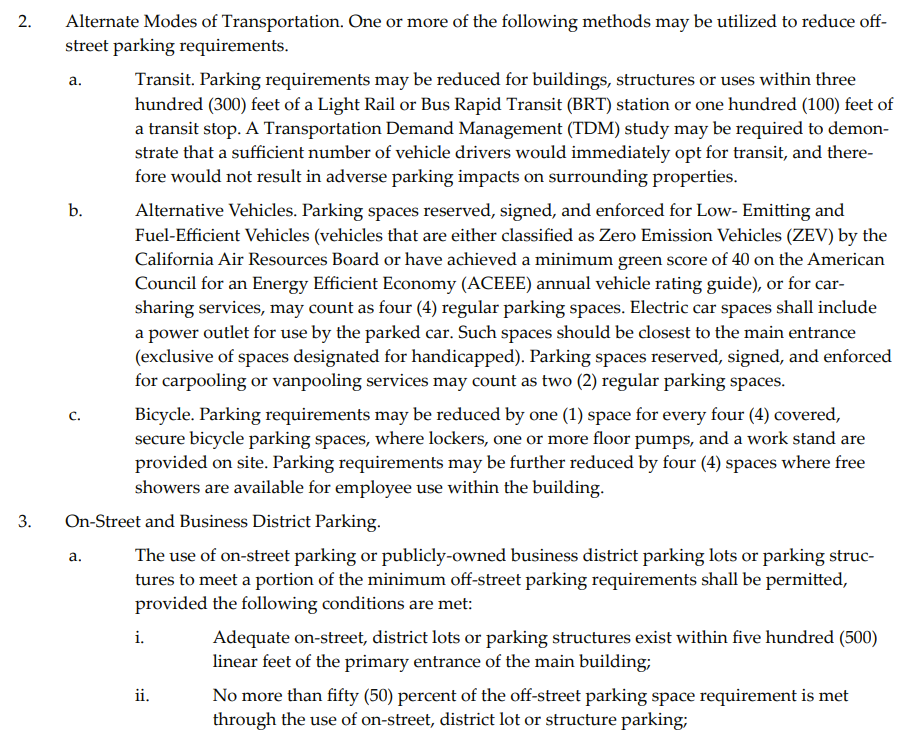 2. Alternate Modes of Transportation. One or more of the following methods may be utilized to reduce off-
street parking requirements.
a. Transit. Parking requirements may be reduced for buildings, structures or uses within three
hundred (300) feet of a Light Rail or Bus Rapid Transit (BRT) station or one hundred (100) feet of
a transit stop. A Transportation Demand Management (TDM) study may be required to demon-
strate that a sufficient number of vehicle drivers would immediately opt for transit, and there-
fore would not result in adverse parking impacts on surrounding properties.
b. Alternative Vehicles. Parking spaces reserved, signed, and enforced for Low- Emitting and
Fuel-Efficient Vehicles (vehicles that are either classified as Zero Emission Vehicles (ZEV) by the
California Air Resources Board or have achieved a minimum green score of 40 on the American
Council for an Energy Efficient Economy (ACEEE) annual vehicle rating guide), or for car-
sharing services, may count as four (4) regular parking spaces. Electric car spaces shall include
a power outlet for use by the parked car. Such spaces should be closest to the main entrance
(exclusive of spaces designated for handicapped). Parking spaces reserved, signed, and enforced
for carpooling or vanpooling services may count as two (2) regular parking spaces.
c. Bicycle. Parking requirements may be reduced by one (1) space for every four (4) covered,
secure bicycle parking spaces, where lockers, one or more floor pumps, and a work stand are
provided on site. Parking requirements may be further reduced by four (4) spaces where free
showers are available for employee use within the building.
3. On-Street and Business District Parking.
a. The use of on-street parking or publicly-owned business district parking lots or parking struc-
tures to meet a portion of the minimum off-street parking requirements shall be permitted,
provided the following conditions are met:
i. Adequate on-street, district lots or parking structures exist within five hundred (500)
linear feet of the primary entrance of the main building;
ii. No more than fifty (50) percent of the off-street parking space requirement is met
through the use of on-street, district lot or structure parking;